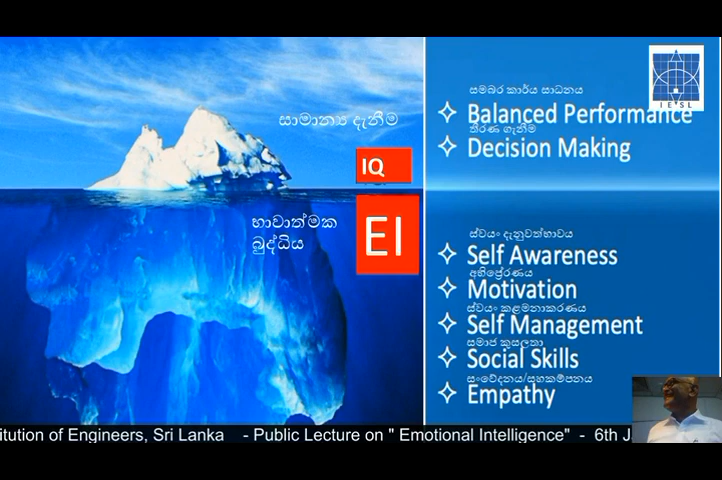 සාමාන්‍ය දැනීම
IQ
භාවාත්මක
බුද්ධිය
EI
IESL
සමබර කාර්ය සාධනය
Balanced Performance
තීරණ ගැනීම
Decision Making
ස්වයං දැනුවත්භාවය
Self Awareness
අභිප්‍රේරණය
Motivation
ස්වයං කළමනාකරණය
Self Management
සමාජ කුසලතා
Social Skills
සංවේදනය/සහකම්පනය
Empathy
itution of Engineers, Sri Lanka - Public Lecture on " Emotional Intelligence" - 6th J